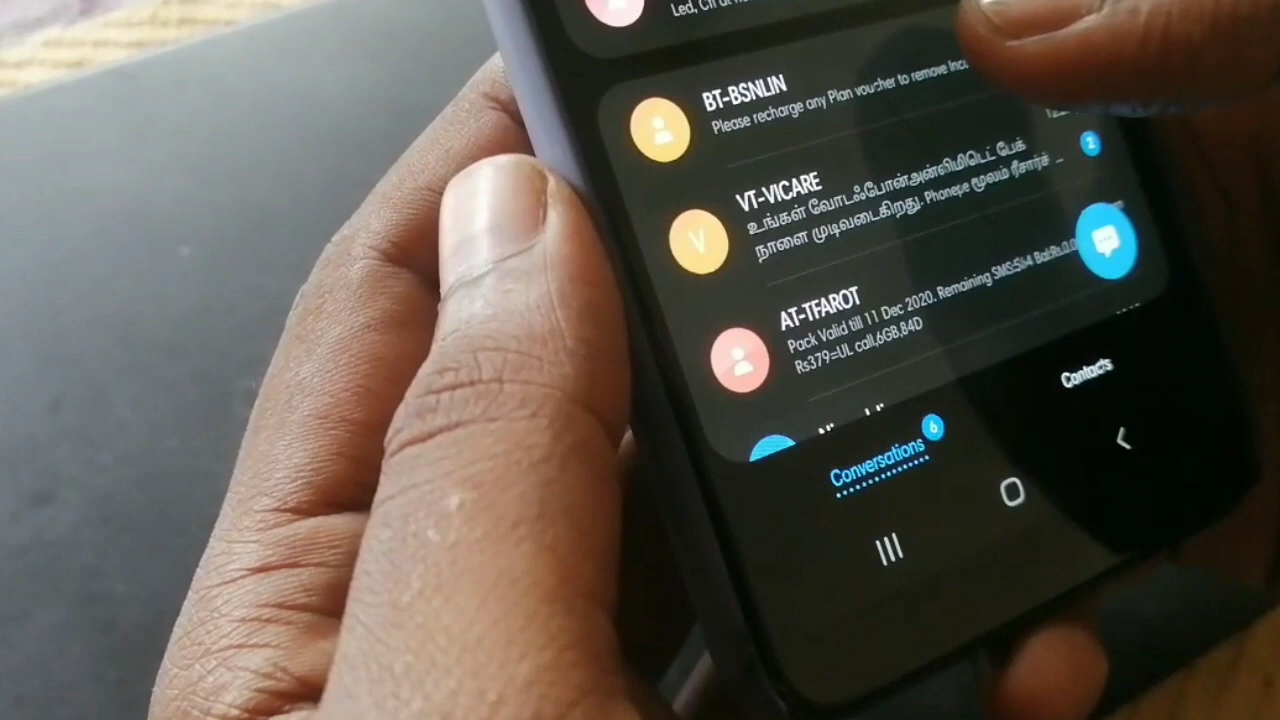 Led,
BT-BSNLIN
Please recharge any Plan voucher to remove
VT-VICARE
2
உங்கள் வோடஃபோன்அன்லிமிடெட் பேக்
நாளை முடிவடைகிறது. Phonepe மூலம் ரீசார்ச் ...
V
AT-TFAROT
Pack Valid till 11 Dec 2020. Remaining
Rs379=UL call,6GB,84D
Conversations
6
Contacts